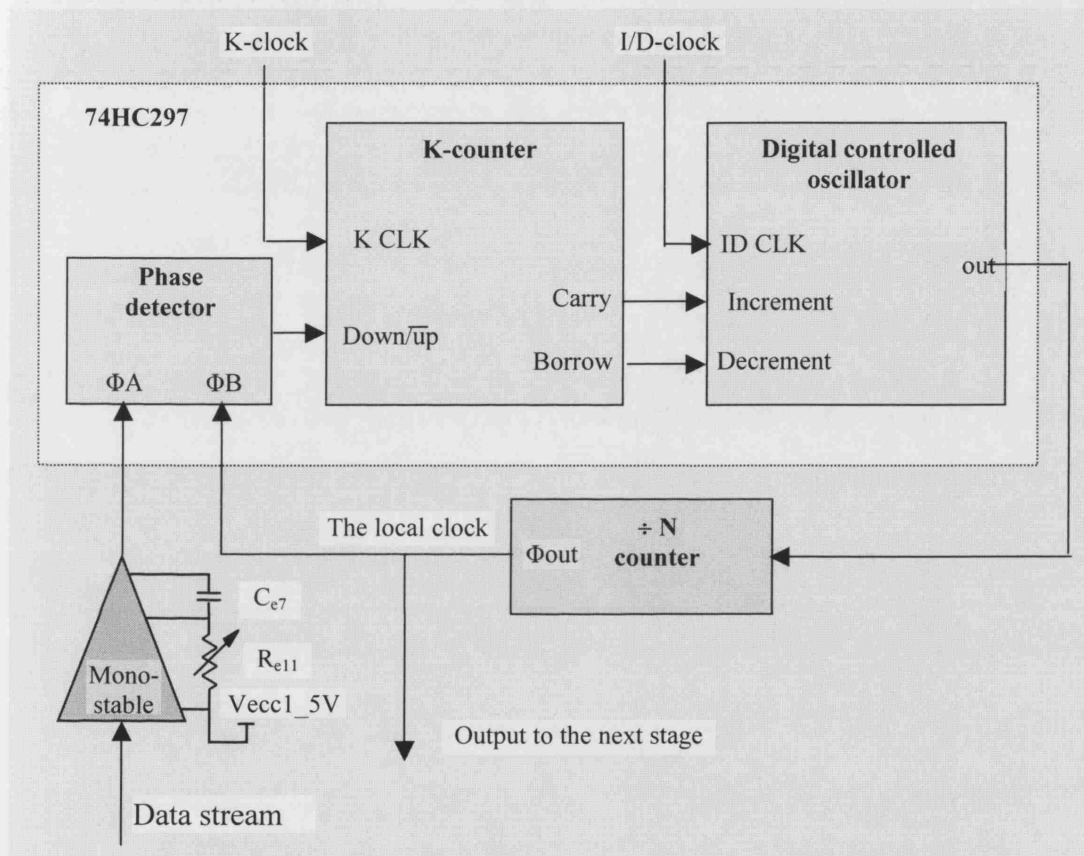 K-clock
I/D-clock
74HC297
K-counter
Digital controlled
oscillator
K CLK
ID CLK
out
Phase
detector
Carry
Increment
Down/u̅p̅
Borrow
Decrement
ΦA
ΦB
The local clock
÷ N
counter
Φout
Ce7
Re11
Mono-
stable
Vecc1_5V
Output to the next stage
Data stream